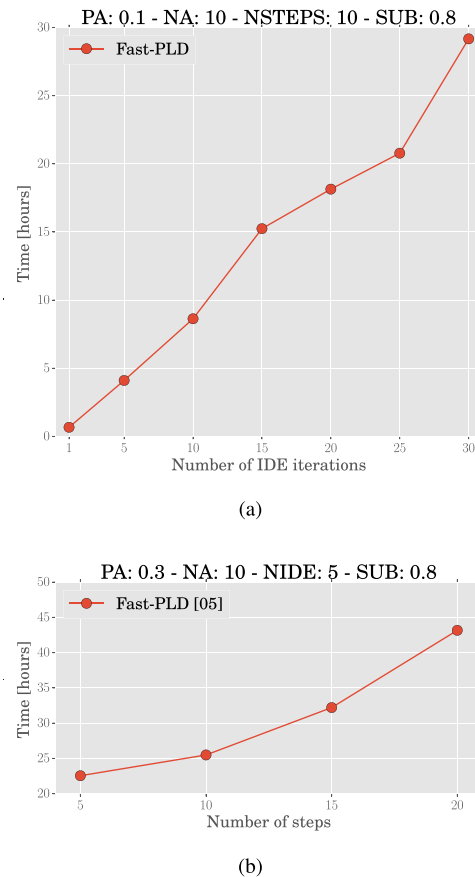 PA: 0.1 - NA: 10 - NSTEPS: 10 - SUB: 0.8
Fast-PLD
30
25
20
15
10
5
0
Time [hours]
1 5 10 15 20 25 30
Number of IDE iterations
(a)
PA: 0.3 - NA: 10 - NIDE: 5 - SUB: 0.8
Fast-PLD [05]
50
45
40
35
30
25
20
Time [hours]
5 10 15 20
Number of steps
(b)